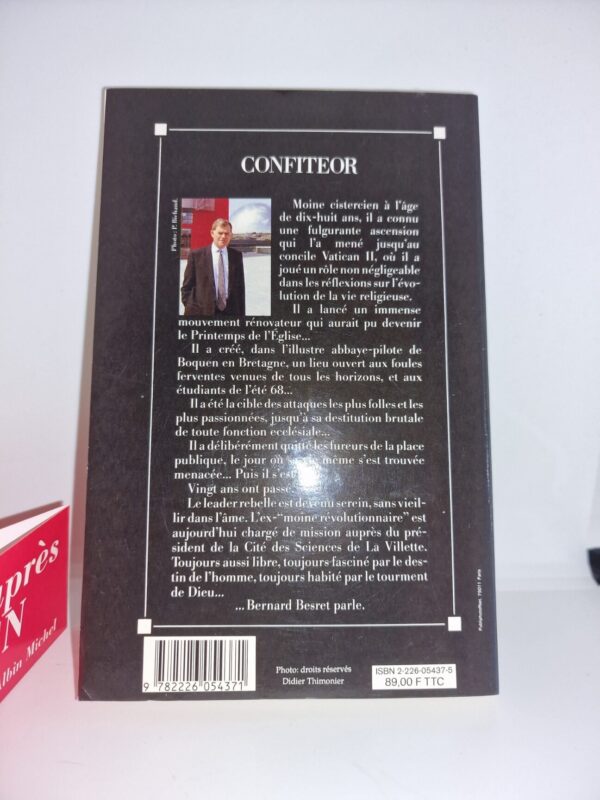 CONFITEOR
Photo: P. Bichaud.
Moine cistercien à l'âge
de dix-huit ans, il a connu
une fulgurante ascension
qui l'a mené jusqu'au
concile Vatican II, où il a
joué un rôle non négligeable
dans les réflexions sur l'évo-
lution de la vie religieuse.
Il a lancé un immense
mouvement rénovateur qui aurait pu devenir
le Printemps de l'Église...
Il a créé, dans l'illustre abbaye-pilote de
Boquen en Bretagne, un lieu ouvert aux foules
ferventes venues de tous les horizons, et aux
étudiants de l'été 68...
Il a été la cible des attaques les plus folles et les
plus passionnées, jusqu'à sa destitution brutale
de toute fonction ecclésiale...
Il a délibérément quitté les fureurs de la place
publique, le jour où même s'est trouvée
menacée... Puis il s'est
Vingt ans ont passé.
Le leader rebelle est devenu serein, sans vieil-
lir dans l'âme. L'ex-"moine révolutionnaire" est
aujourd'hui chargé de mission auprès du pré-
sident de la Cité des Sciences de La Villette.
Toujours aussi libre, toujours fasciné par le des-
tin de l'homme, toujours habité par le tourment
de Dieu...
... Bernard Besret parle.
9 782226 054371
Photo: droits réservés
Didier Thimonier
ISBN 2-226-05437-5
89,00 F TTC
75011 Paris
après
N
Albin Michel